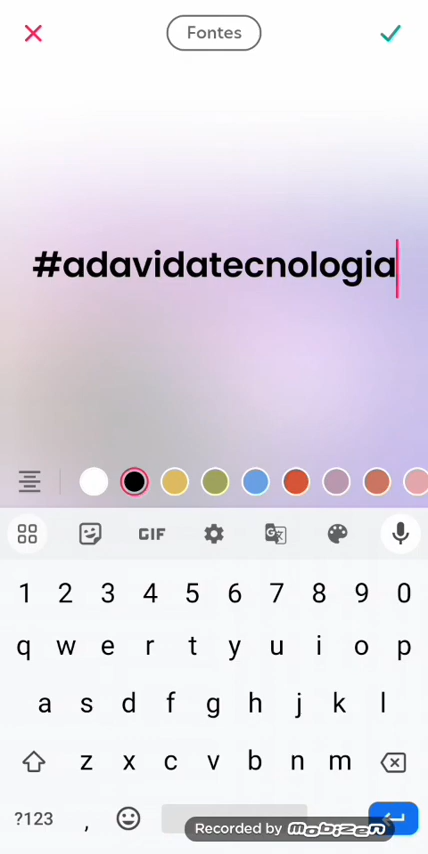 Fontes
#adavidatecnologia
GIF
1 2 3 4 5 6 7 8 9 0
q w e r t y u i o p
a s d f g h j k l
z x c v b n m
?123 ,
Recorded by MOBIZEN